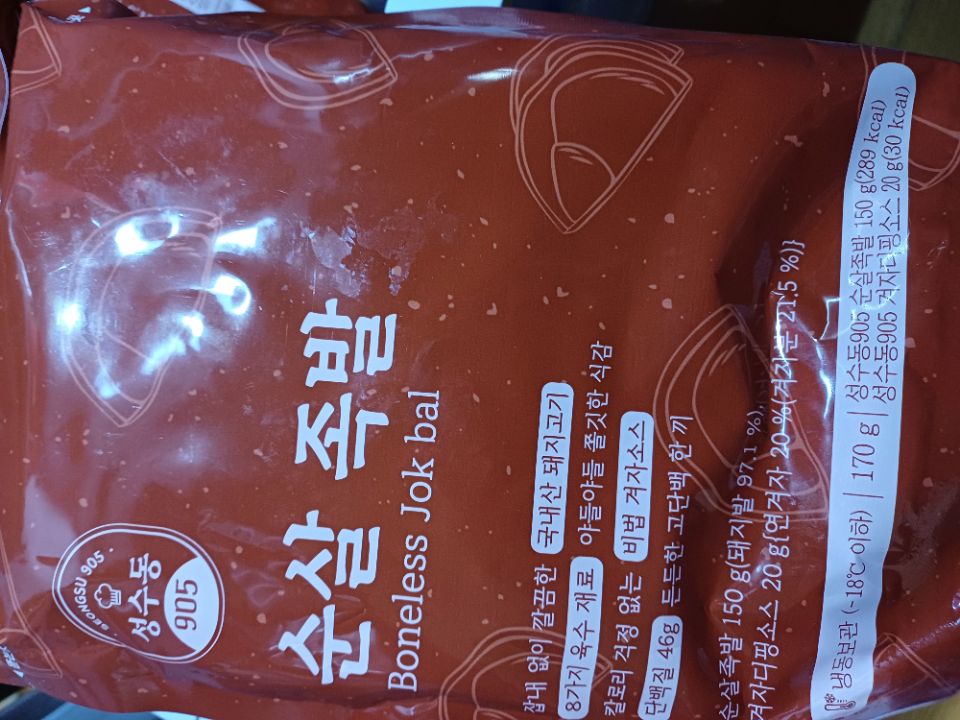 SEONGSU 905
성수동
905
순살 족발
Boneless Jok bal
잡내 없이 깔끔한 국내산 돼지고기
8가지 육수 재료 야들야들 쫄깃한 식감
칼로리 걱정 없는 비법 겨자소스
단백질 46g 든든한 고단백 한 끼
순살족발 150 g(돼지발 97.1 %),
겨자디핑소스 20 g{연겨자 20 %(겨자분 21.5 %)}
냉동보관 (-18℃이하) | 170 g | 성수동905 순살족발 150 g(289 kcal)
성수동905 겨자디핑소스 20 g(30 kcal)